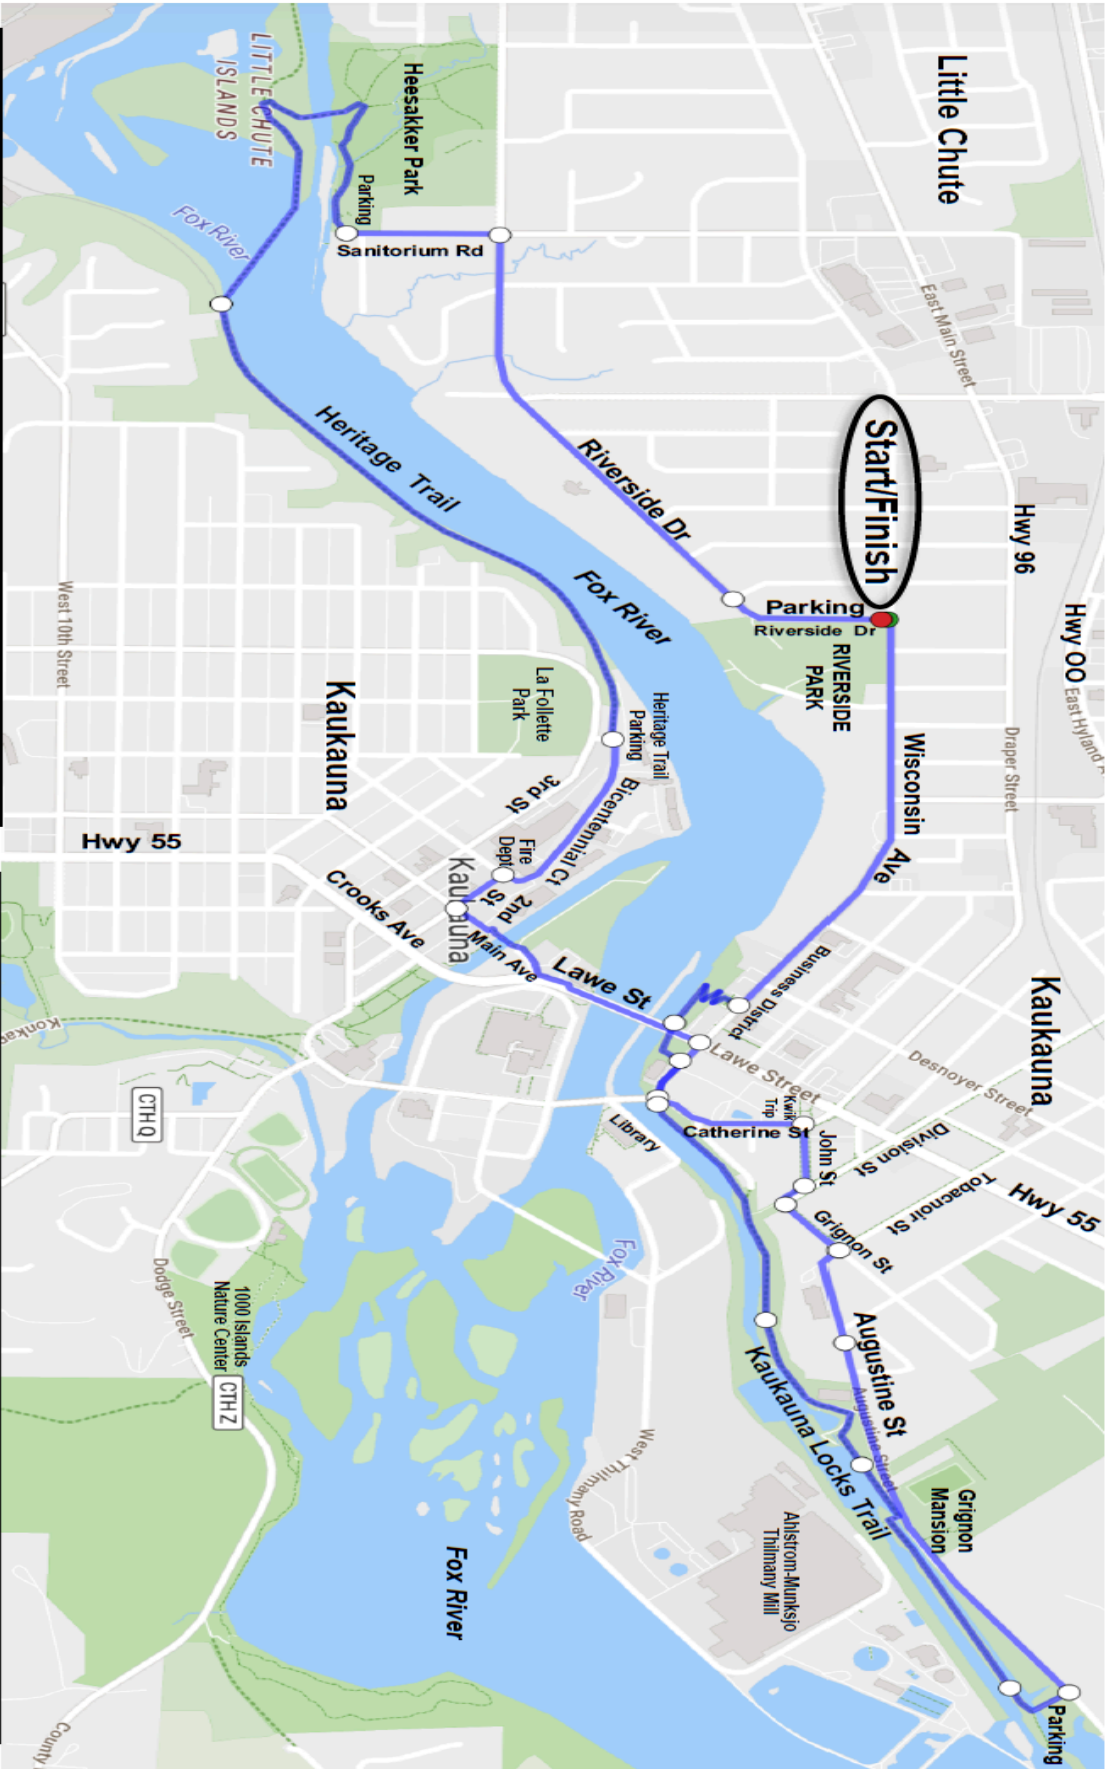 Little Chute
Heesakker Park
Parking
Sanitorium Rd
LITTLE CHUTE
ISLANDS
Fox River
East Main Street
Start/Finish
Riverside Dr
Heritage Trail
Fox River
Hwy 96
Hwy OO
East Hyland A
Parking
Riverside Dr
RIVERSIDE
PARK
Wisconsin Ave
Draper Street
West 10th Street
Kaukauna
La Follette
Park
Heritage Trail
Parking
3rd St
Bicentennial Ct
Fire
Dept
2nd
St
Kaukauna
Main Ave
Hwy 55
Crooks Ave
Lawe St
Business District
Kaukauna
Desnoyer Street
Lawe Street
Kwik
Trip
Catherine St
John St
Division St
Tobacnoir St
Hwy 55
Grignon St
Library
Konkap
CTH Q
Dodge Street
1000 Islands
Nature Center
CTH Z
Fox River
Augustine St
Augustine Street
Kaukauna Locks Trail
Grignon
Mansion
West Thilmany Road
Ahlstrom-Munksjo
Thilmany Mill
Fox River
Parking
County